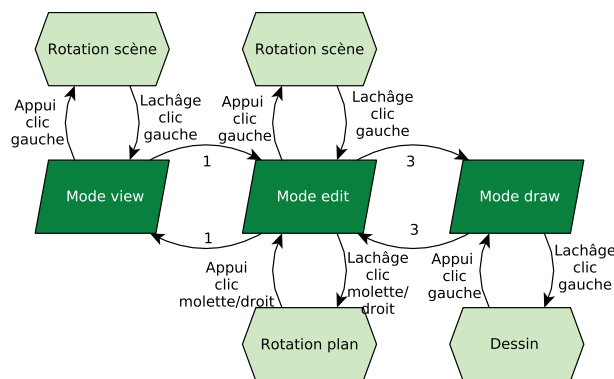 Rotation scène
Rotation scène
Appui
clic
gauche
Lachâge
clic
gauche
Appui
clic
gauche
Lachâge
clic
gauche
1
3
Mode view
Mode edit
Mode draw
1
3
Appui
clic
molette/droit
Lachâge
clic
molette/
droit
Appui
clic
gauche
Lachâge
clic
gauche
Rotation plan
Dessin